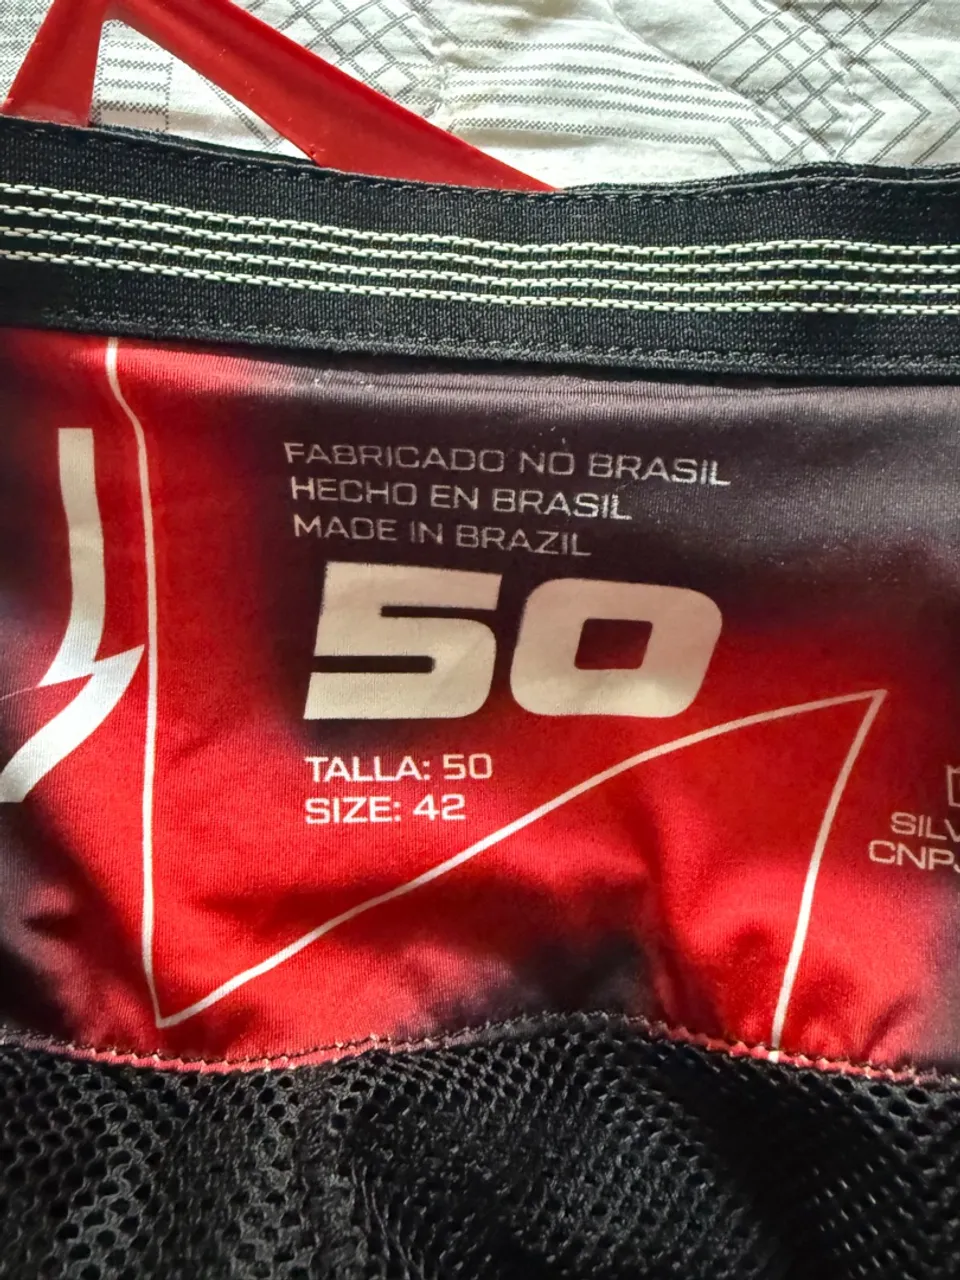 FABRICADO NO BRASIL
HECHO EN BRASIL
MADE IN BRAZIL
50
TALLA: 50
SIZE: 42